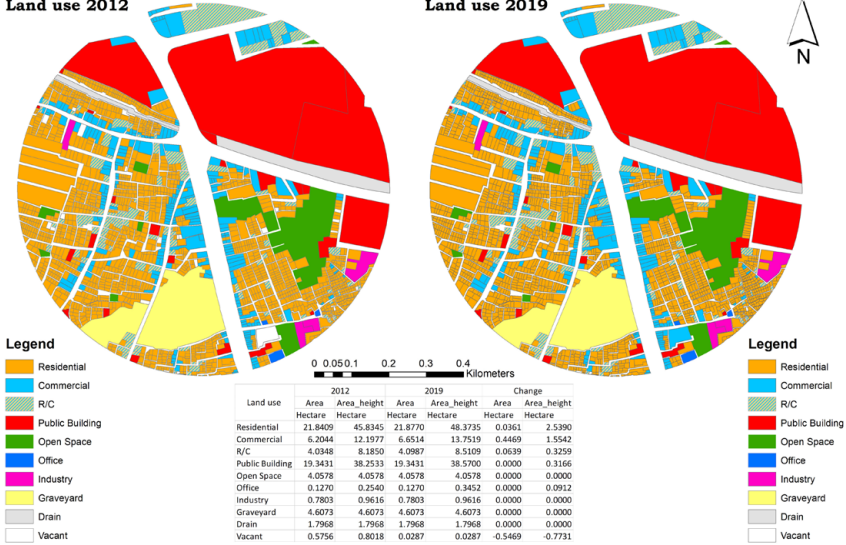 Land use 2012
Land use 2019
N
Legend
Residential
Commercial
R/C
Public Building
Open Space
Office
Industry
Graveyard
Drain
Vacant
0 0.050.1 0.2 0.3 0.4
Kilometers
Land use 2012 2019 Change
Area Area_height Area Area_height Area Area_height
Hectare Hectare Hectare Hectare Hectare Hectare
Residential 21.8409 45.8345 21.8770 48.3735 0.0361 2.5390
Commercial 6.2044 12.1977 6.6514 13.7519 0.4469 1.5542
R/C 4.0348 8.1850 4.0987 8.5109 0.0639 0.3259
Public Building 19.3431 38.2533 19.3431 38.5700 0.0000 0.3166
Open Space 4.0578 4.0578 4.0578 4.0578 0.0000 0.0000
Office 0.1270 0.2540 0.1270 0.3452 0.0000 0.0912
Industry 0.7803 0.9616 0.7803 0.9616 0.0000 0.0000
Graveyard 4.6073 4.6073 4.6073 4.6073 0.0000 0.0000
Drain 1.7968 1.7968 1.7968 1.7968 0.0000 0.0000
Vacant 0.5756 0.8018 0.0287 0.0287 -0.5469 -0.7731
Legend
Residential
Commercial
R/C
Public Building
Open Space
Office
Industry
Graveyard
Drain
Vacant